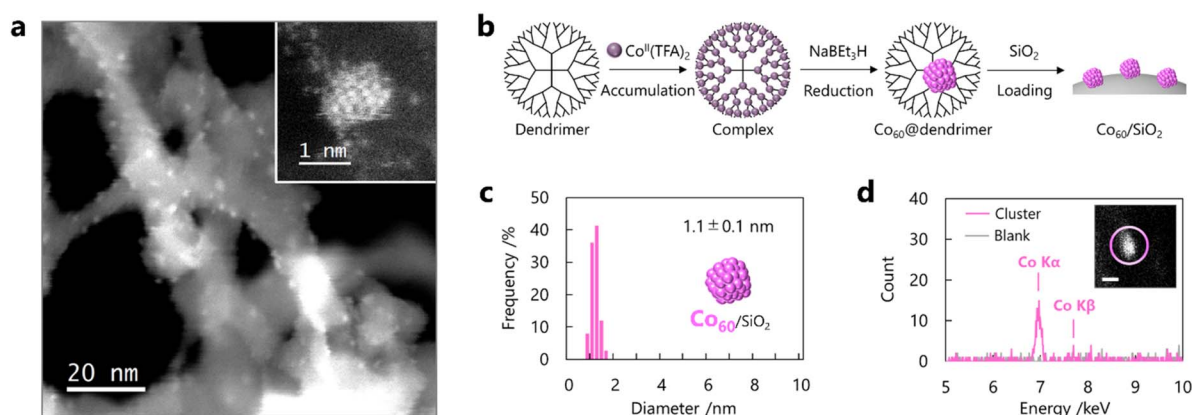 a
1 nm
20 nm
b
Co^II(TFA)₂
Accumulation
NaBEt₃H
Reduction
SiO₂
Loading
Dendrimer
Complex
Co₆₀@dendrimer
Co₆₀/SiO₂
c
50
40
30
20
10
0
Frequency /%
1.1 ± 0.1 nm
Co₆₀/SiO₂
0 2 4 6 8 10
Diameter /nm
d
40
30
20
10
0
Count
Cluster
Blank
Co Kα
Co Kβ
5 6 7 8 9 10
Energy /keV